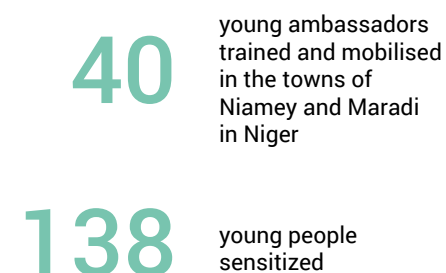 40
young ambassadors
trained and mobilised
in the towns of
Niamey and Maradi
in Niger
138
young people
sensitized